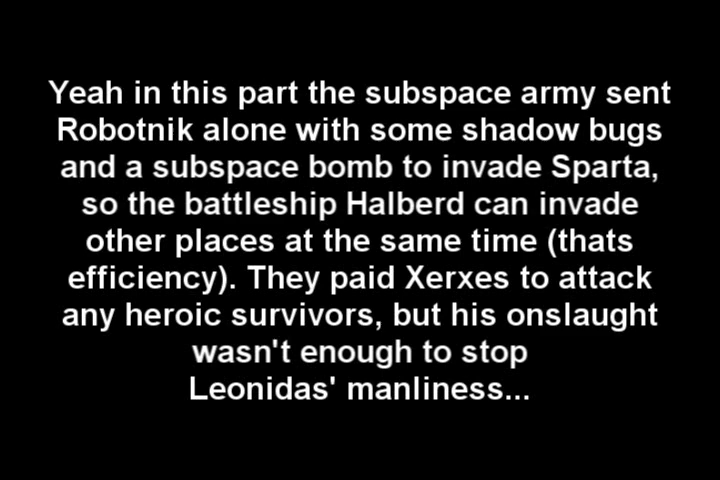 Yeah in this part the subspace army sent
Robotnik alone with some shadow bugs
and a subspace bomb to invade Sparta,
so the battleship Halberd can invade
other places at the same time (thats
efficiency). They paid Xerxes to attack
any heroic survivors, but his onslaught
wasn't enough to stop
Leonidas' manliness...